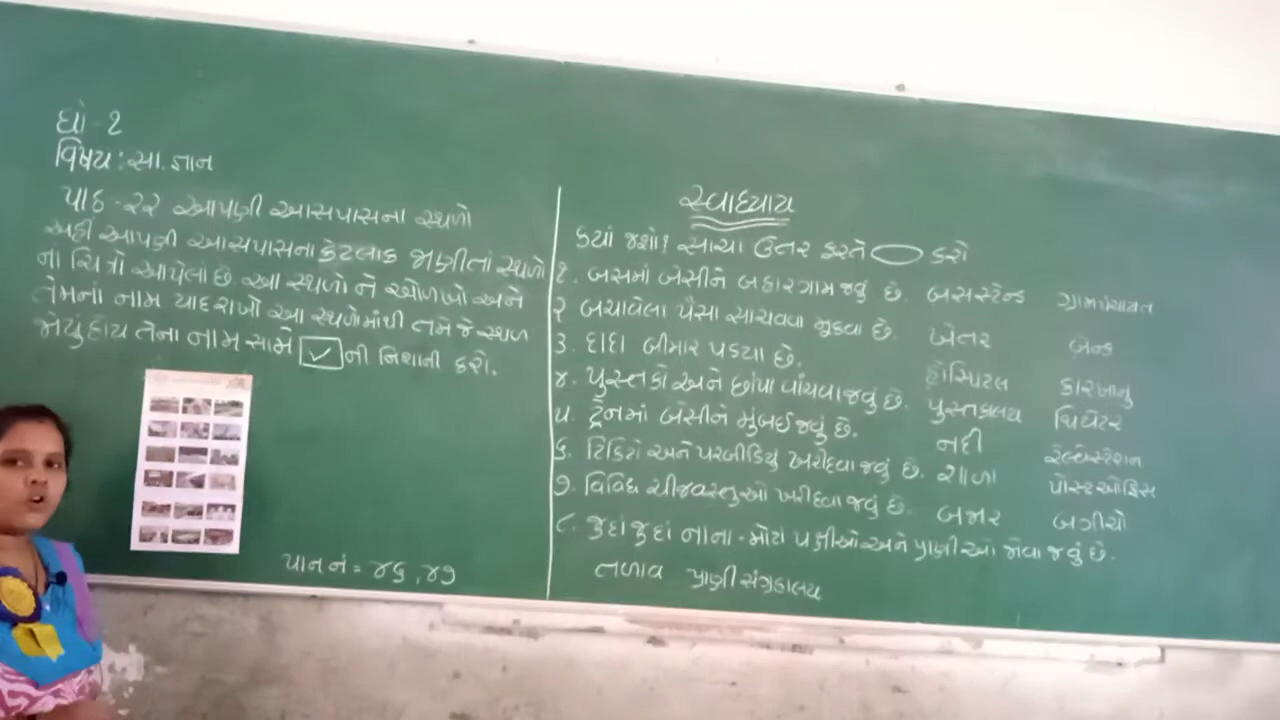 ધો - ૨
વિષય : સા. જ્ઞાન
પાઠ - ૨૨ આપણી આસપાસના સ્થળો
અહી આપણી આસપાસના કેટલાક જાણીતાં સ્થળો
નાં ચિત્રો આપેલાં છે. આ સ્થળો ને ઓળખો અને
તેમનાં નામ યાદ રાખો આ સ્થળોમાંથી તમે જે સ્થળ
જોયું હોય તેના નામ સામે ✓ ની નિશાની કરો.
પાન નં = ૪૬, ૪૭
સ્વાધ્યાય
કયાં જશો? સાચા ઉત્તર ફરતે ⬭ કરો
૧. બસમાં બેસીને બહારગામ જવું છે. બસસ્ટેન્ડ ગ્રામપંચાયત
૨ બચાવેલા પૈસા સાચવવા મુકવા છે. ખેતર બેન્ક
૩. દાદા બીમાર પડયા છે. હોસ્પિટલ કારખાનું
૪. પુસ્તકો અને છાંપા વાંચવા જવું છે. પુસ્તકાલય થિયેટર
૫. ટ્રેનમાં બેસીને મુંબઈ જવું છે. નદી રેલ્વેસ્ટેશન
૬. ટિકિટો અને પરબીડિયું ખરીદવા જવું છે. શાળા પોસ્ટઓફિસ
૭. વિવિધ ચીજવસ્તુઓ ખરીદવા જવું છે. બજાર બગીચો
૮. જુદાં જુદાં નાના - મોટાં પક્ષીઓ અને પ્રાણીઓ જોવા જવું છે.
તળાવ પ્રાણીસંગ્રહાલય